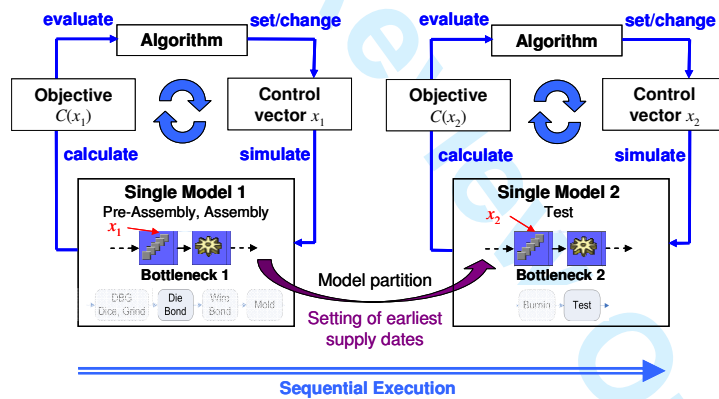 evaluate
Algorithm
set/change
Objective
C(x₁)
Control
vector x₁
calculate
simulate
Single Model 1
Pre-Assembly, Assembly
x₁
Bottleneck 1
DBG
Dice, Grind
Die
Bond
Wire
Bond
Mold
evaluate
Algorithm
set/change
Objective
C(x₂)
Control
vector x₂
calculate
simulate
Single Model 2
Test
x₂
Bottleneck 2
Burnin
Test
Model partition
Setting of earliest
supply dates
Sequential Execution